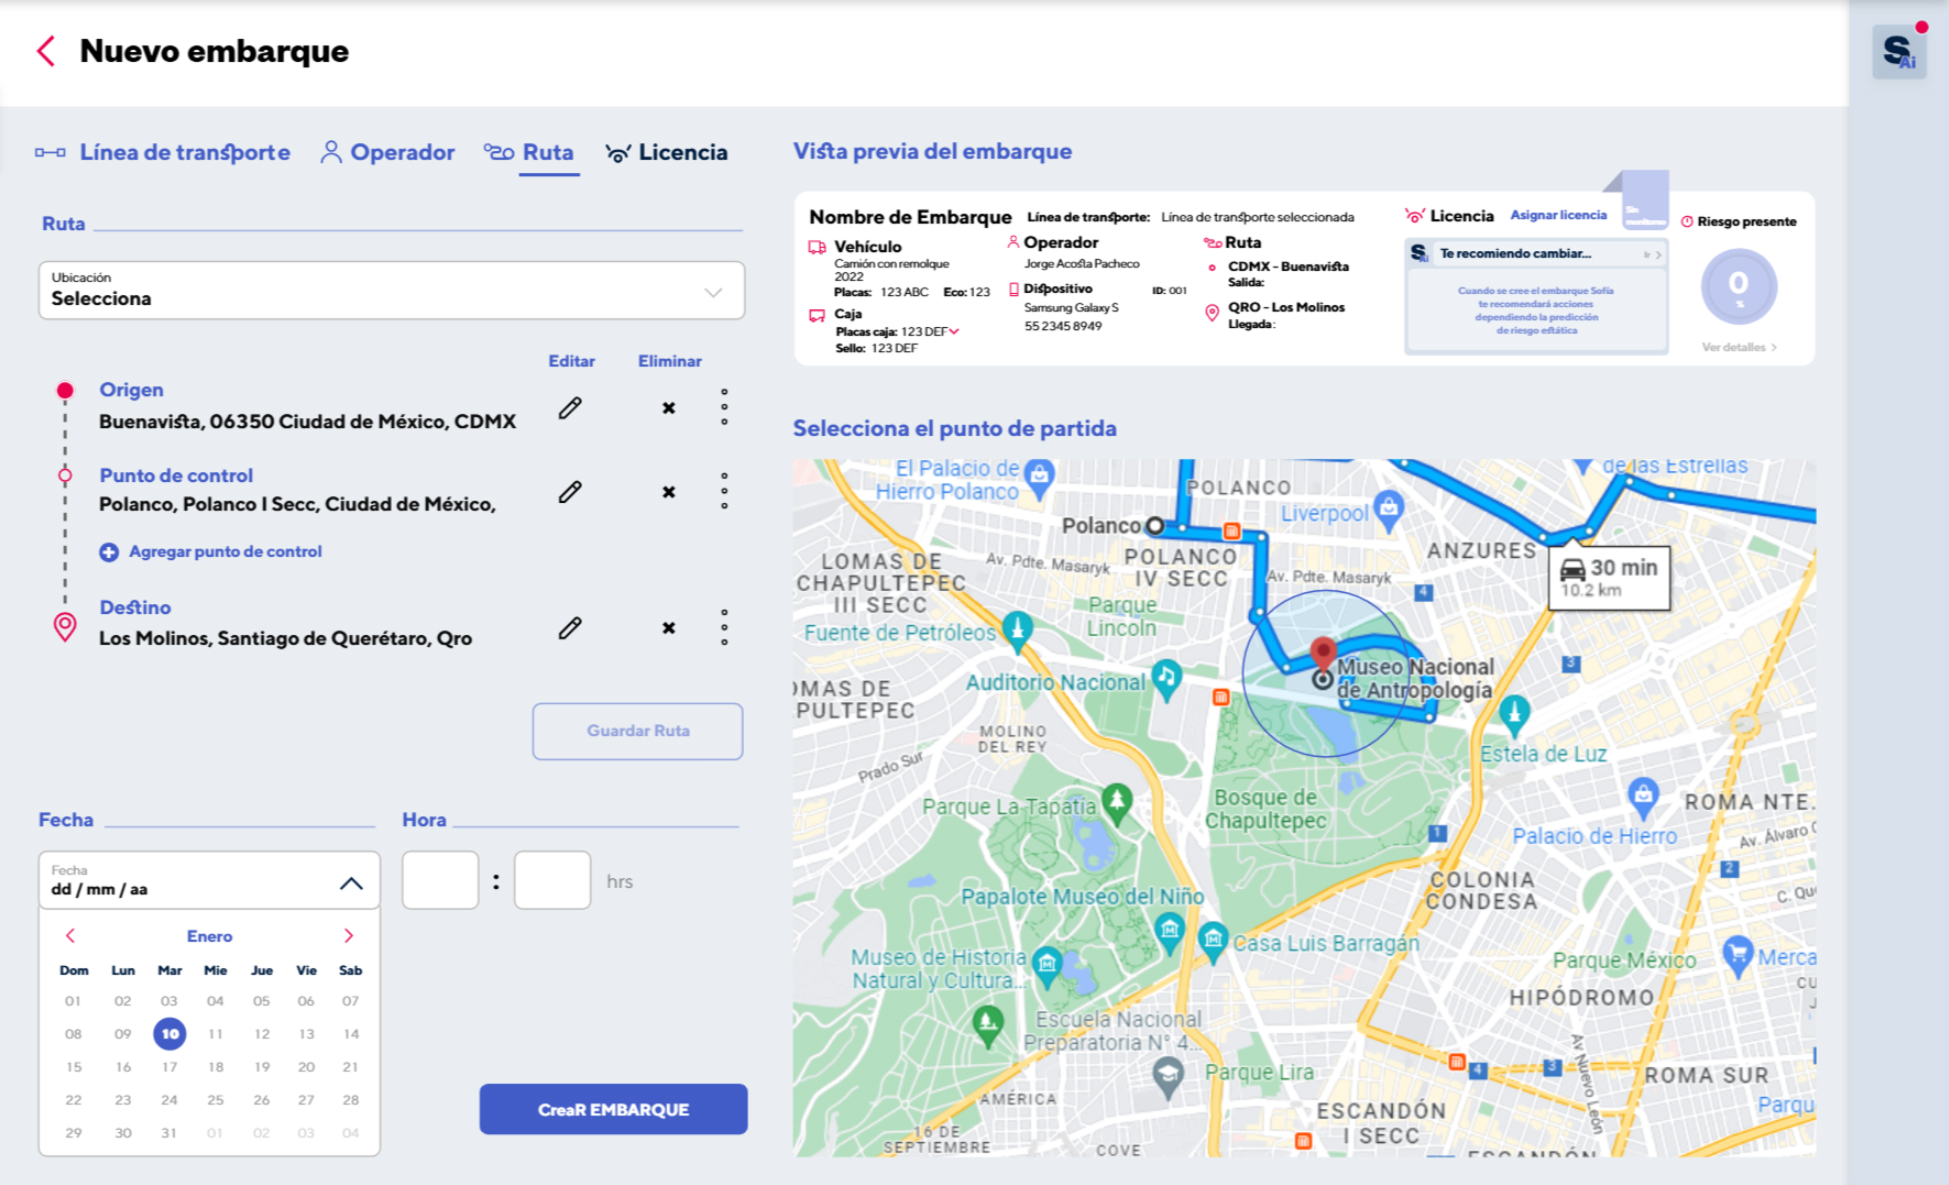 Nuevo embarque
S Ai
Línea de transporte
Operador
Ruta
Licencia
Ruta
Ubicación
Selecciona
Editar
Eliminar
Origen
Buenavista, 06350 Ciudad de México, CDMX
Punto de control
Polanco, Polanco I Secc, Ciudad de México,
Agregar punto de control
Destino
Los Molinos, Santiago de Querétaro, Qro
Guardar Ruta
Fecha
Hora
Fecha
dd / mm / aa
:
hrs
Enero
Dom Lun Mar Mie Jue Vie Sab
01 02 03 04 05 06 07
08 09 10 11 12 13 14
15 16 17 18 19 20 21
22 23 24 25 26 27 28
29 30 31 01 02 03 04
CreaR EMBARQUE
Vista previa del embarque
Nombre de Embarque
Línea de transporte: Línea de transporte seleccionada
Vehículo
Camión con remolque
2022
Placas: 123 ABC Eco: 123
Caja
Placas caja: 123 DEF
Sello: 123 DEF
Operador
Jorge Acosta Pacheco
Dispositivo
ID: 001
Samsung Galaxy S
55 2345 8949
Ruta
CDMX - Buenavista
Salida:
QRO - Los Molinos
Llegada:
Licencia
Asignar licencia
Sin
monitoreo
Te recomiendo cambiar...
Ir
Cuando se cree el embarque Sofía
te recomendará acciones
dependiendo la predicción
de riesgo estática
Riesgo presente
0
%
Ver detalles
Selecciona el punto de partida
El Palacio de
Hierro Polanco
POLANCO
Liverpool
de las Estrellas
Polanco
ANZURES
LOMAS DE
CHAPULTEPEC
III SECC
Av. Pdte. Masaryk
POLANCO
IV SECC
Av. Pdte. Masaryk
30 min
10.2 km
4
Parque
Lincoln
Fuente de Petróleos
3
Museo Nacional
de Antropología
Auditorio Nacional
OMAS DE
PULTEPEC
MOLINO
DEL REY
Estela de Luz
Prado Sur
Parque La Tapatia
Bosque de
Chapultepec
ROMA NTE.
1
Palacio de Hierro
Av. Álvaro O
2
COLONIA
CONDESA
C. Qu
Papalote Museo del Niño
Casa Luis Barragán
Museo de Historia
Natural y Cultura...
Parque México
Merca
CU
HIPÓDROMO
Escuela Nacional
Preparatoria N° 4...
Av Nuevo León
Parque Lira
4
3
ROMA SUR
AMÉRICA
Parqu
ESCANDÓN
I SECC
16 DE
SEPTIEMBRE
COVE
ESCANDÓN